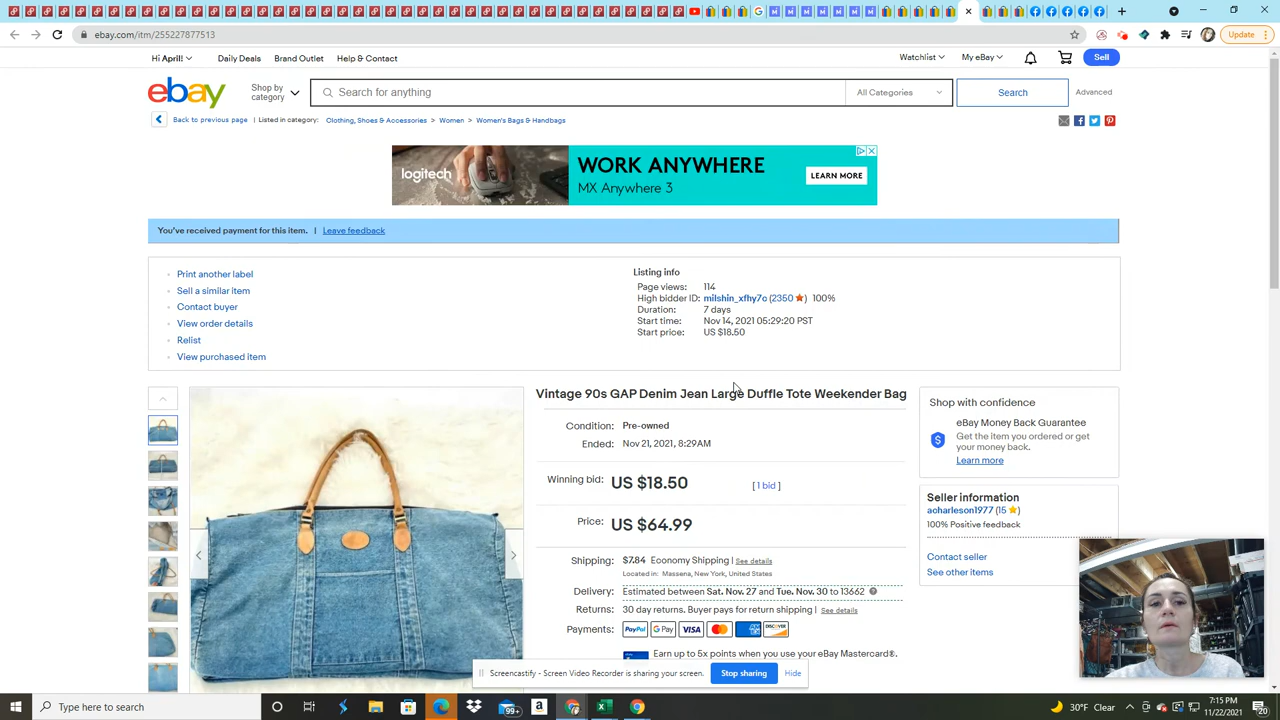 ebay.com/itm/255227877513
Update
Hi April!
Daily Deals
Brand Outlet
Help & Contact
Watchlist
My eBay
Sell
ebay
Shop by
category
Search for anything
All Categories
Search
Advanced
Back to previous page | Listed in category: Clothing, Shoes & Accessories > Women > Women's Bags & Handbags
logitech
WORK ANYWHERE
MX Anywhere 3
LEARN MORE
You've received payment for this item. | Leave feedback
Print another label
Sell a similar item
Contact buyer
View order details
Relist
View purchased item
Listing info
Page views: 114
High bidder ID: milshin_xfhy7c (2350 ) 100%
Duration: 7 days
Start time: Nov 14, 2021 05:29:20 PST
Start price: US $18.50
Vintage 90s GAP Denim Jean Large Duffle Tote Weekender Bag
Condition: Pre-owned
Ended: Nov 21, 2021, 8:29AM
Winning bid: US $18.50 [ 1 bid ]
Price: US $64.99
Shipping: $7.84 Economy Shipping | See details
Located in: Massena, New York, United States
Delivery: Estimated between Sat. Nov. 27 and Tue. Nov. 30 to 13662
Returns: 30 day returns. Buyer pays for return shipping | See details
Payments: PayPal G Pay VISA DISCOVER
Earn up to 5x points when you use your eBay Mastercard®.
Shop with confidence
eBay Money Back Guarantee
Get the item you ordered or get
your money back.
Learn more
Seller information
acharleson1977 (15 )
100% Positive feedback
Contact seller
See other items
Screencastify - Screen Video Recorder is sharing your screen.
Stop sharing
Hide
Type here to search
99+
30°F Clear
7:15 PM
11/22/2021
20